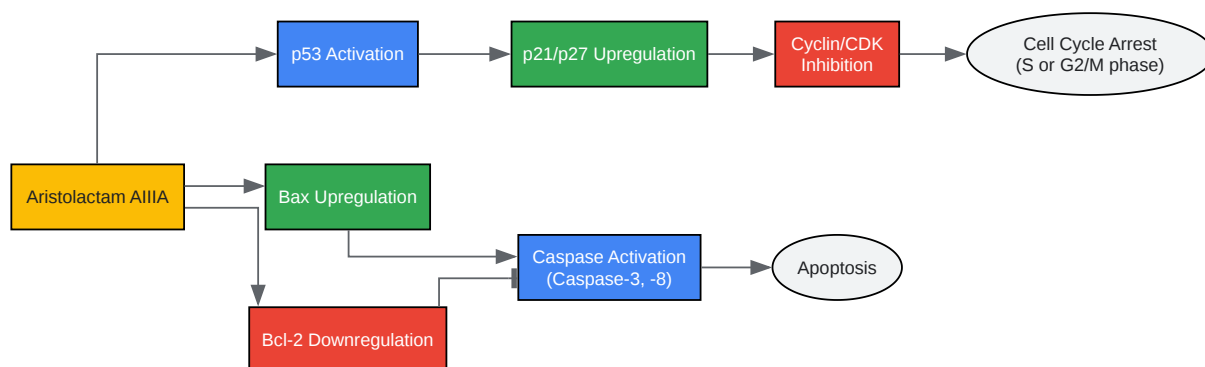 p53 Activation
p21/p27 Upregulation
Cyclin/CDK
Inhibition
Cell Cycle Arrest
(S or G2/M phase)
Aristolactam AIIIA
Bax Upregulation
Caspase Activation
(Caspase-3, -8)
Apoptosis
Bcl-2 Downregulation